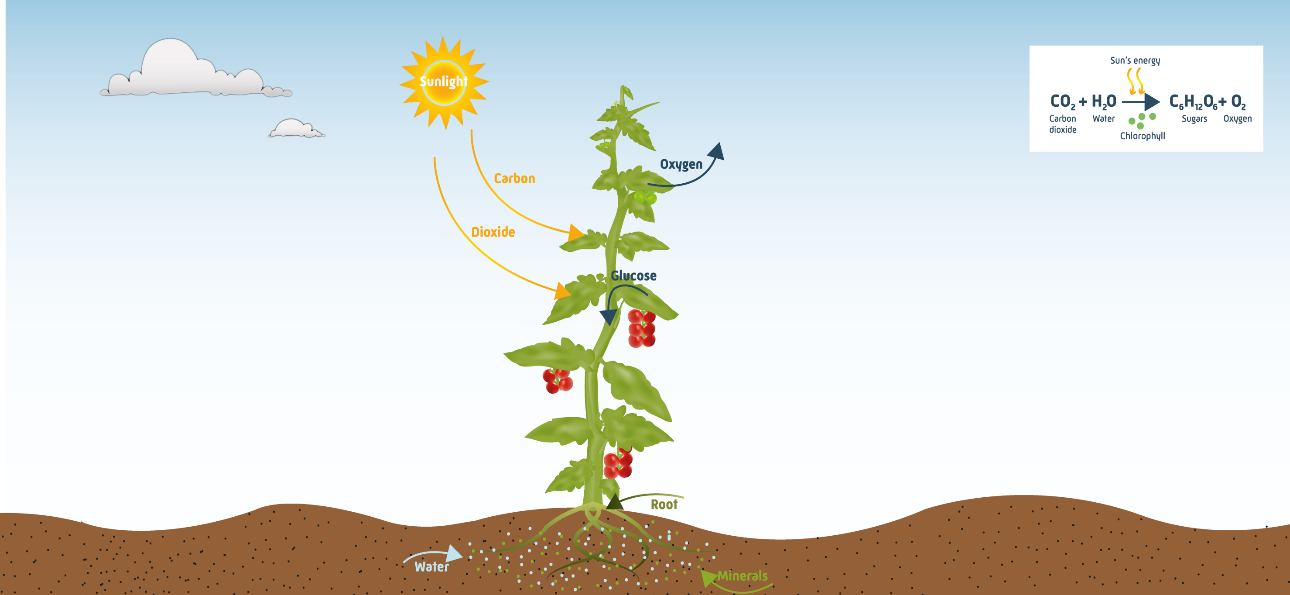 Sunlight
Sun's energy
CO₂ + H₂O C₆H₁₂O₆+ O₂
Carbon dioxide Water Sugars Oxygen
Chlorophyll
Oxygen
Carbon
Dioxide
Glucose
Root
Water
Minerals